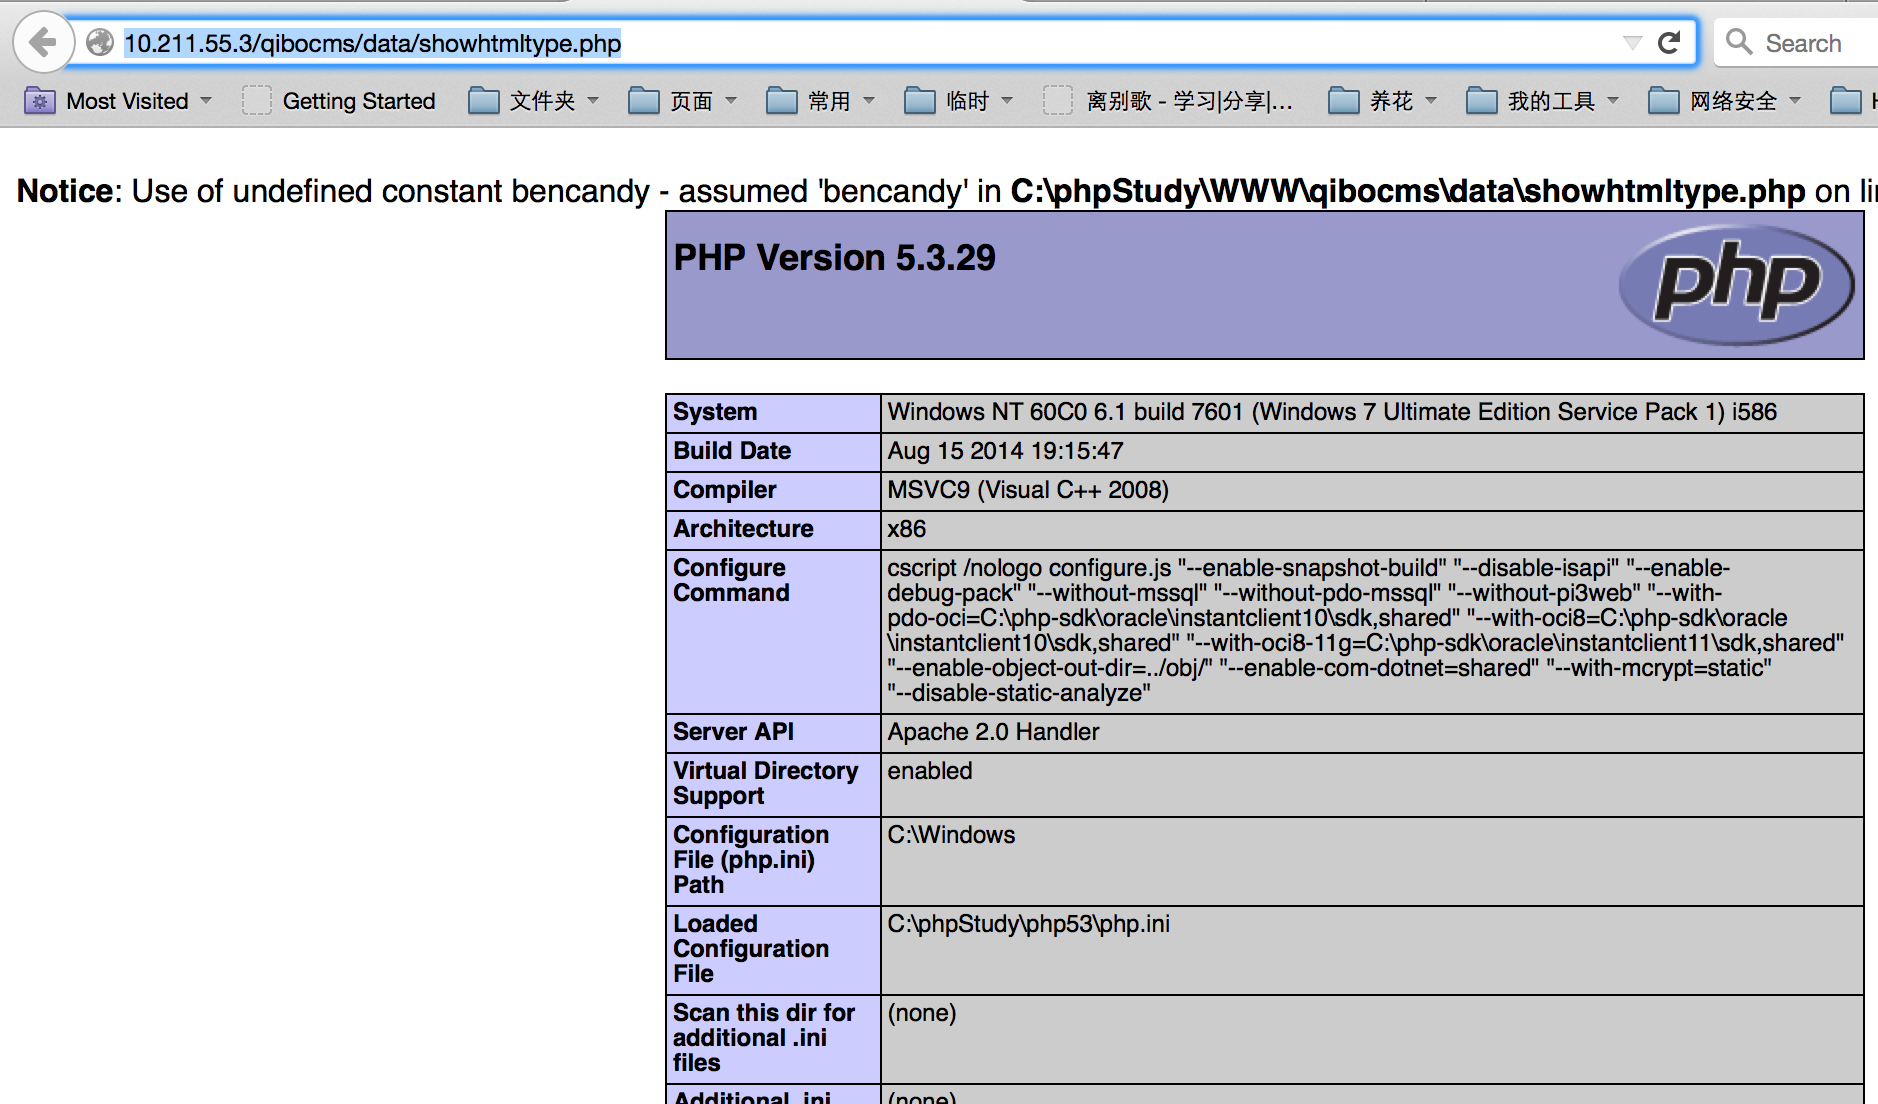 10.211.55.3/qibocms/data/showhtmltype.php
Search
Most Visited Getting Started 文件夹 页面 常用 临时 离别歌 - 学习|分享|... 养花 我的工具 网络安全
Notice: Use of undefined constant bencandy - assumed 'bencandy' in C:\phpStudy\WWW\qibocms\data\showhtmltype.php on
PHP Version 5.3.29
php
System Windows NT 60C0 6.1 build 7601 (Windows 7 Ultimate Edition Service Pack 1) i586
Build Date Aug 15 2014 19:15:47
Compiler MSVC9 (Visual C++ 2008)
Architecture x86
Configure Command
cscript /nologo configure.js "--enable-snapshot-build" "--disable-isapi" "--enable-
debug-pack" "--without-mssql" "--without-pdo-mssql" "--without-pi3web" "--with-
pdo-oci=C:\php-sdk\oracle\instantclient10\sdk,shared" "--with-oci8=C:\php-sdk\oracle
\instantclient10\sdk,shared" "--with-oci8-11g=C:\php-sdk\oracle\instantclient11\sdk,shared"
"--enable-object-out-dir=../obj/" "--enable-com-dotnet=shared" "--with-mcrypt=static"
"--disable-static-analyze"
Server API Apache 2.0 Handler
Virtual Directory Support enabled
Configuration File (php.ini) Path C:\Windows
Loaded Configuration File C:\phpStudy\php53\php.ini
Scan this dir for additional .ini files (none)
Additional .ini (none)